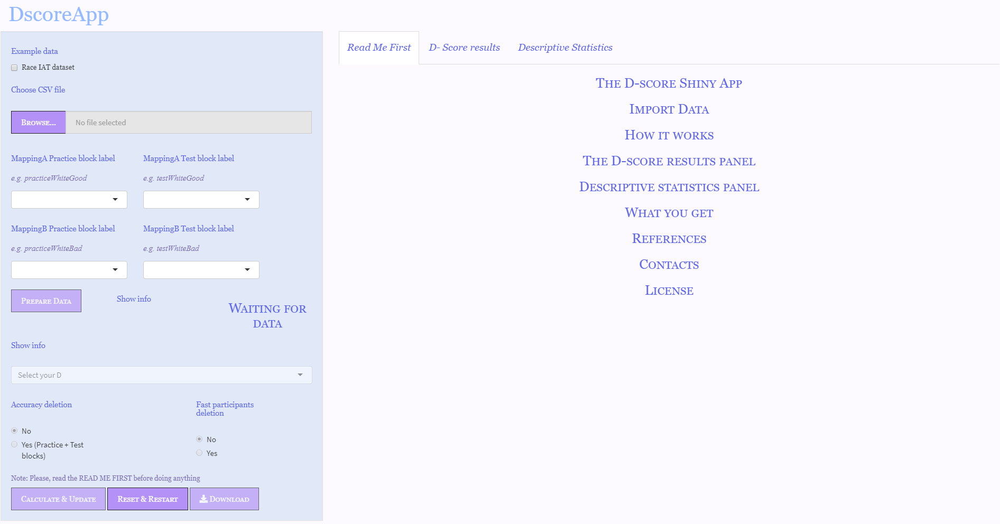 DscoreApp
Example data
Race IAT dataset
Choose CSV file
Browse...
No file selected
MappingA Practice block label
MappingA Test block label
e.g. practiceWhiteGood
e.g. testWhiteGood
MappingB Practice block label
MappingB Test block label
e.g. practiceWhiteBad
e.g. testWhiteBad
Prepare Data
Show info
Waiting for
data
Show info
Select your D
Accuracy deletion
Fast participants
deletion
No
Yes (Practice + Test
blocks)
No
Yes
Note: Please, read the READ ME FIRST before doing anything
Calculate & Update
Reset & Restart
Download
Read Me First
D- Score results
Descriptive Statistics
The D-score Shiny App
Import Data
How it works
The D-score results panel
Descriptive statistics panel
What you get
References
Contacts
License